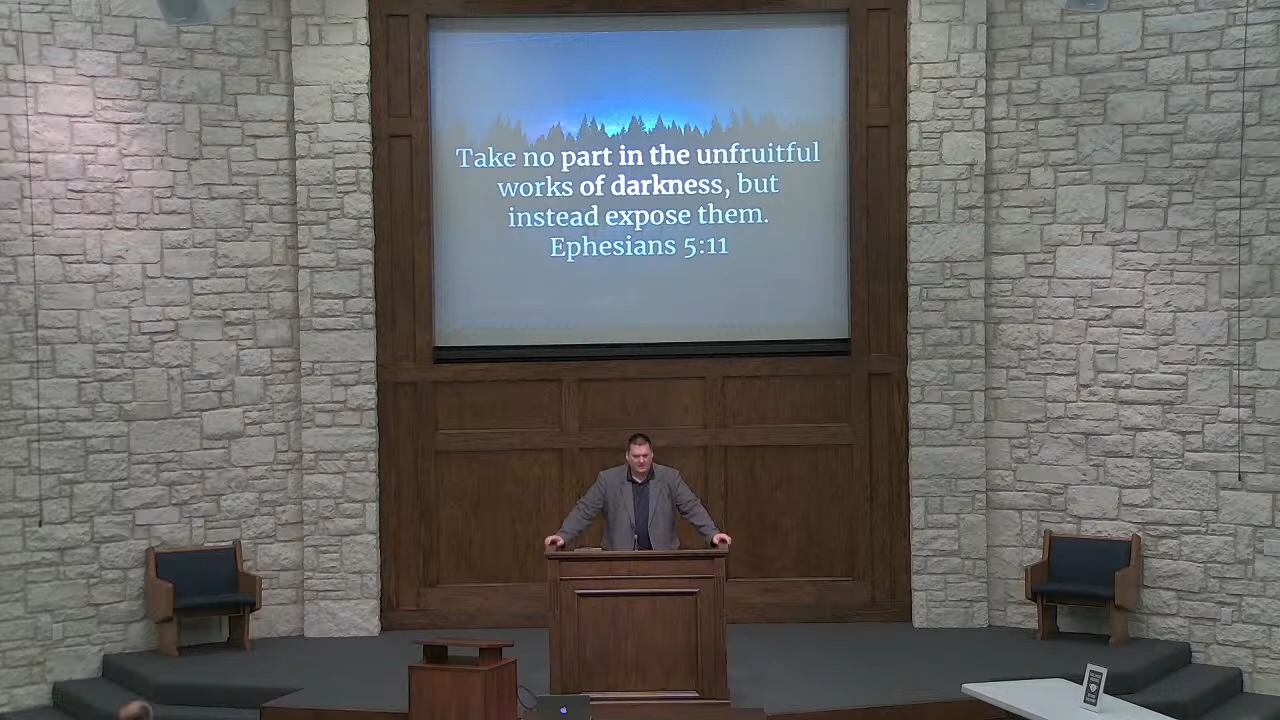 Take no part in the unfruitful
works of darkness, but
instead expose them.
Ephesians 5:11